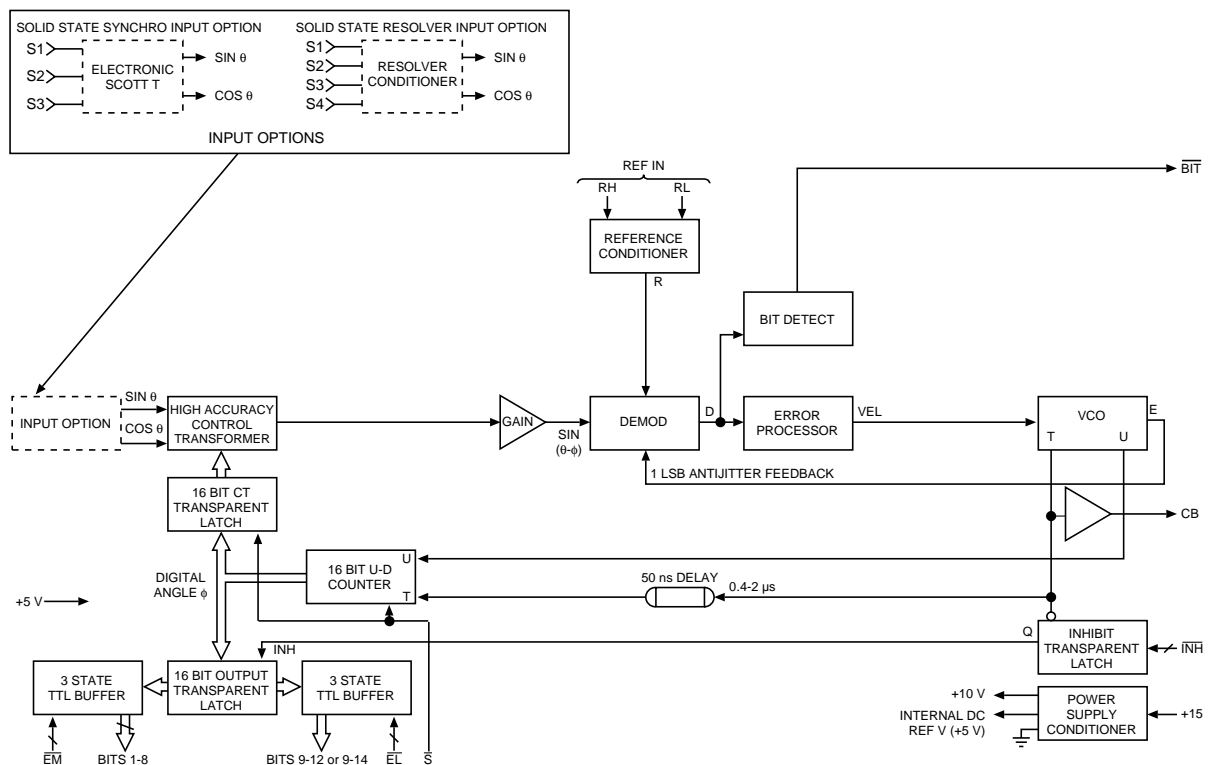 SOLID STATE SYNCHRO INPUT OPTION
SOLID STATE RESOLVER INPUT OPTION
S1
S2
S3
ELECTRONIC
SCOTT T
SIN θ
COS θ
S1
S2
S3
S4
RESOLVER
CONDITIONER
SIN θ
COS θ
INPUT OPTIONS
REF IN
RH
RL
REFERENCE
CONDITIONER
R
BIT
BIT DETECT
INPUT OPTION
SIN θ
COS θ
HIGH ACCURACY
CONTROL
TRANSFORMER
GAIN
SIN
(θ-ϕ)
DEMOD
D
ERROR
PROCESSOR
VEL
VCO
T
U
E
1 LSB ANTIJITTER FEEDBACK
16 BIT CT
TRANSPARENT
LATCH
CB
DIGITAL
ANGLE ϕ
16 BIT U-D
COUNTER
U
T
50 ns DELAY
0.4-2 μs
+5 V
Q
INHIBIT
TRANSPARENT
LATCH
INH
INH
3 STATE
TTL BUFFER
16 BIT OUTPUT
TRANSPARENT
LATCH
3 STATE
TTL BUFFER
+10 V
INTERNAL DC
REF V (+5 V)
POWER
SUPPLY
CONDITIONER
+15
EM
BITS 1-8
BITS 9-12 or 9-14
EL
S